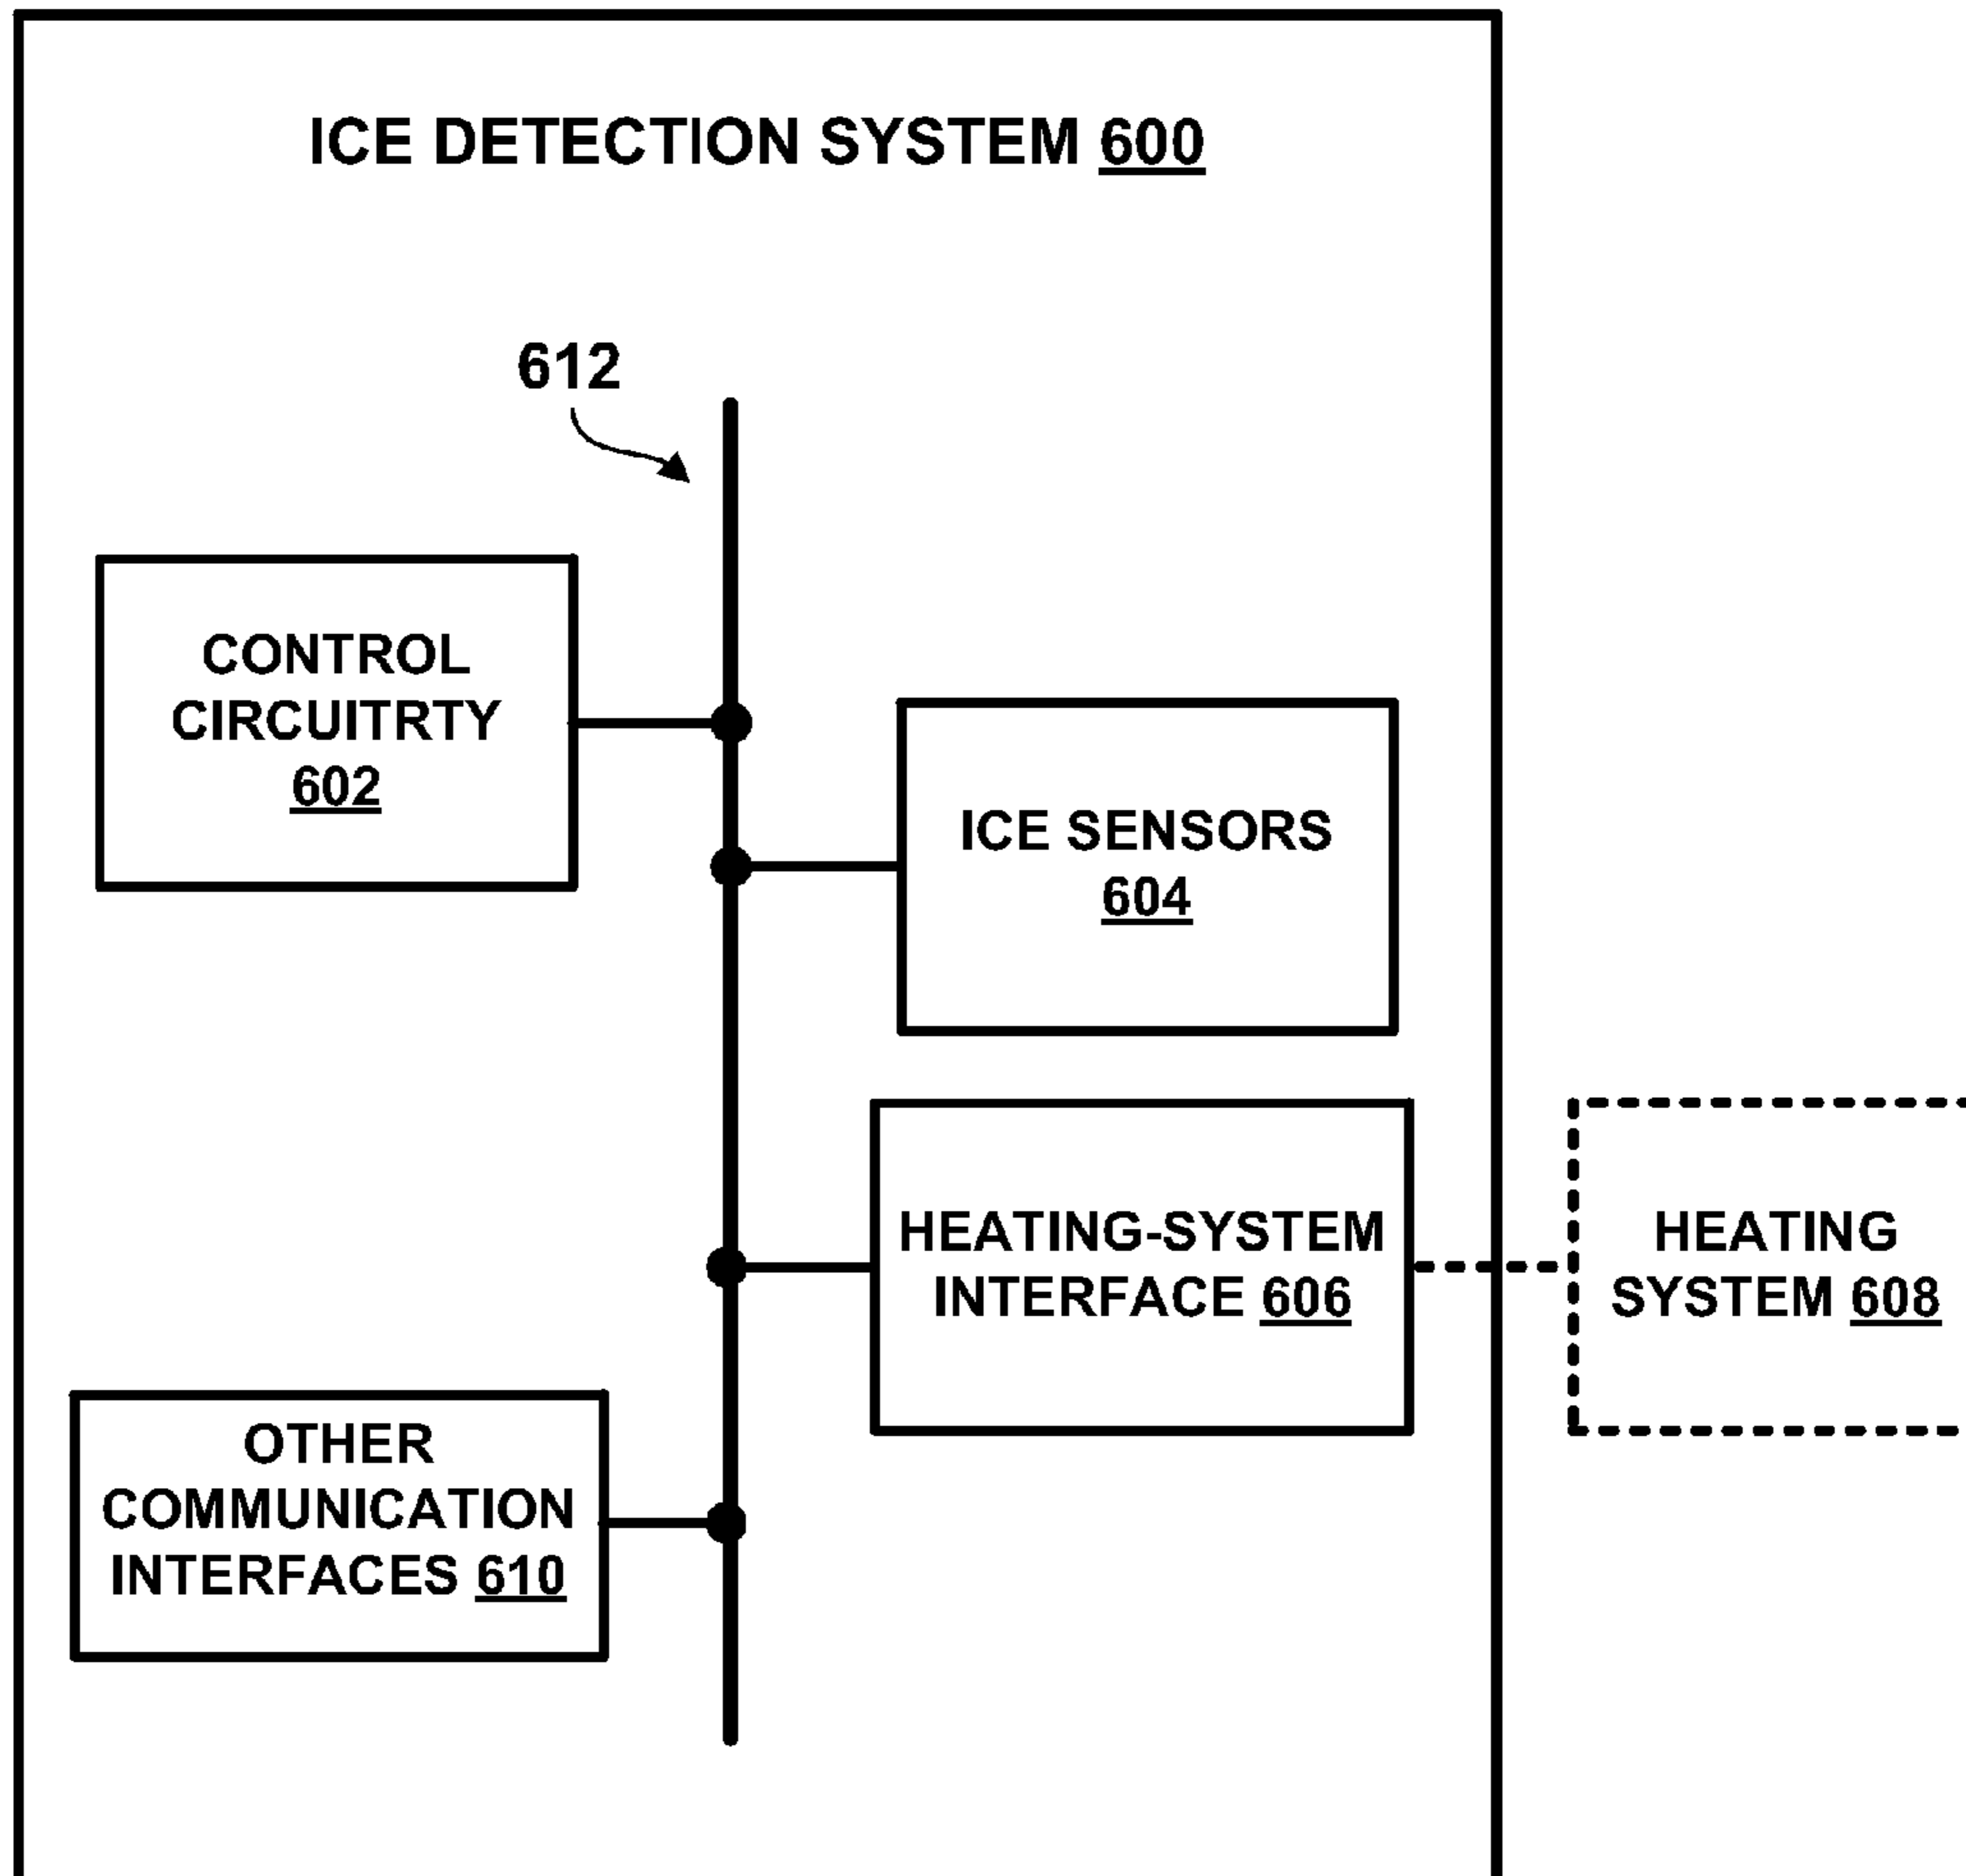 ICE DETECTION SYSTEM 600
612
CONTROL
CIRCUITRTY
602
ICE SENSORS
604
HEATING-SYSTEM
INTERFACE 606
HEATING
SYSTEM 608
OTHER
COMMUNICATION
INTERFACES 610